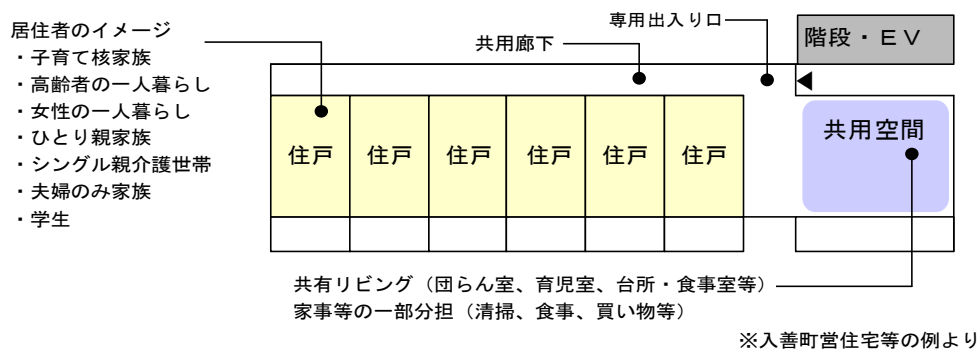 居住者のイメージ
・子育て核家族
・高齢者の一人暮らし
・女性の一人暮らし
・ひとり親家族
・シングル親介護世帯
・夫婦のみ家族
・学生
専用出入り口
共用廊下
階段・ＥＶ
住戸
住戸
住戸
住戸
住戸
住戸
共用空間
共有リビング（団らん室、育児室、台所・食事室等）
家事等の一部分担（清掃、食事、買い物等）
※入善町営住宅等の例より